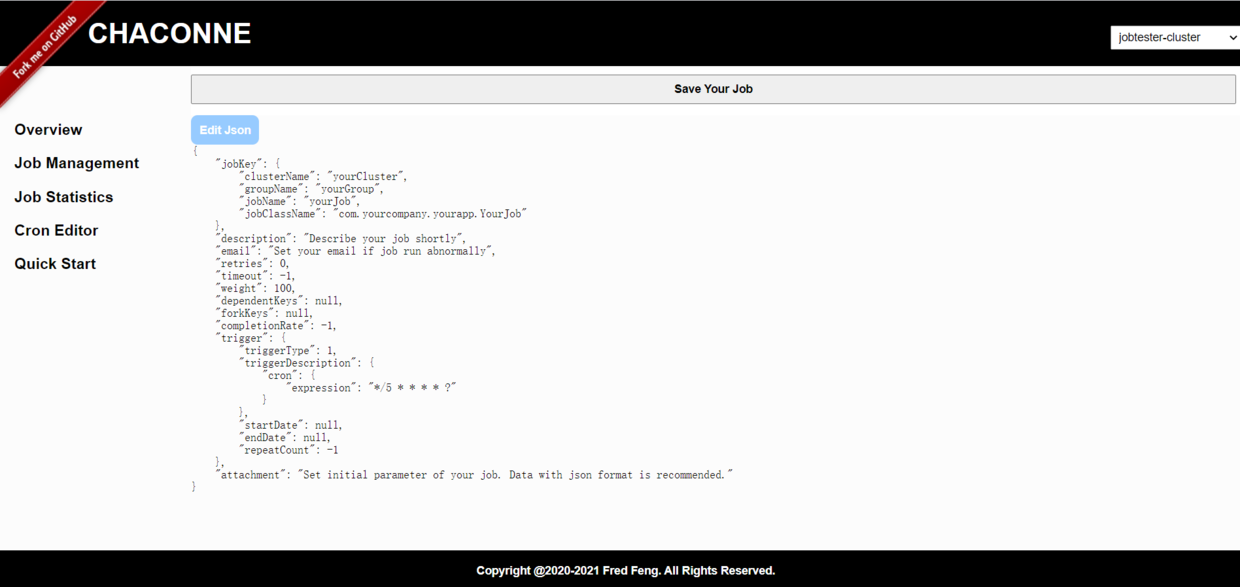 Fork me on GitHub
CHACONNE
jobtester-cluster
Save Your Job
Overview
Job Management
Job Statistics
Cron Editor
Quick Start
Edit Json
{
    "jobKey": {
        "clusterName": "yourCluster",
        "groupName": "yourGroup",
        "jobName": "yourJob",
        "jobClassName": "com.yourcompany.yourapp.YourJob"
    },
    "description": "Describe your job shortly",
    "email": "Set your email if job run abnormally",
    "retries": 0,
    "timeout": -1,
    "weight": 100,
    "dependentKeys": null,
    "forkKeys": null,
    "completionRate": -1,
    "trigger": {
        "triggerType": 1,
        "triggerDescription": {
            "cron": {
                "expression": "*/5 * * * * ?"
            }
        },
        "startDate": null,
        "endDate": null,
        "repeatCount": -1
    },
    "attachment": "Set initial parameter of your job. Data with json format is recommended."
}
Copyright @2020-2021 Fred Feng. All Rights Reserved.